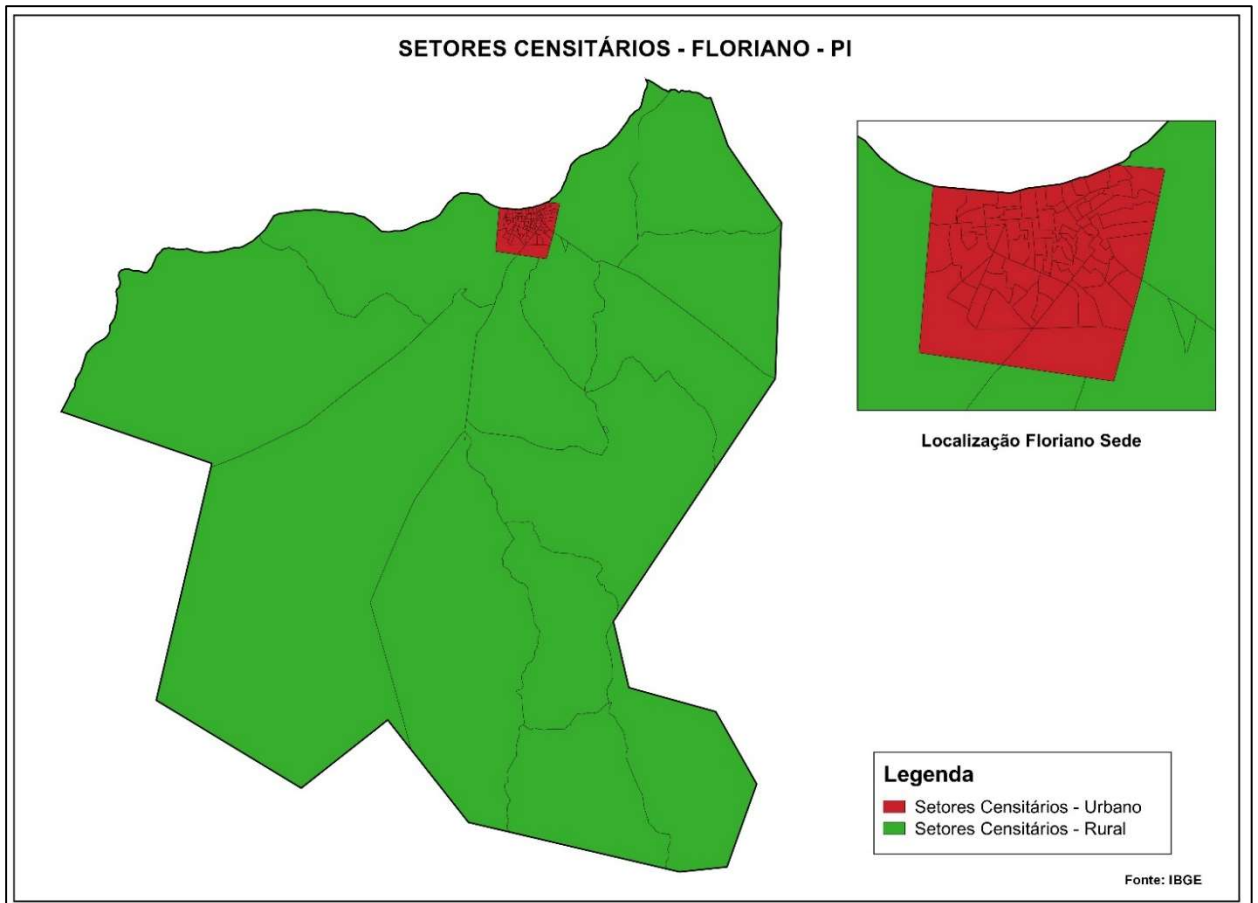 SETORES CENSITÁRIOS - FLORIANO - PI
Localização Floriano Sede
Legenda
Setores Censitários - Urbano
Setores Censitários - Rural
Fonte: IBGE